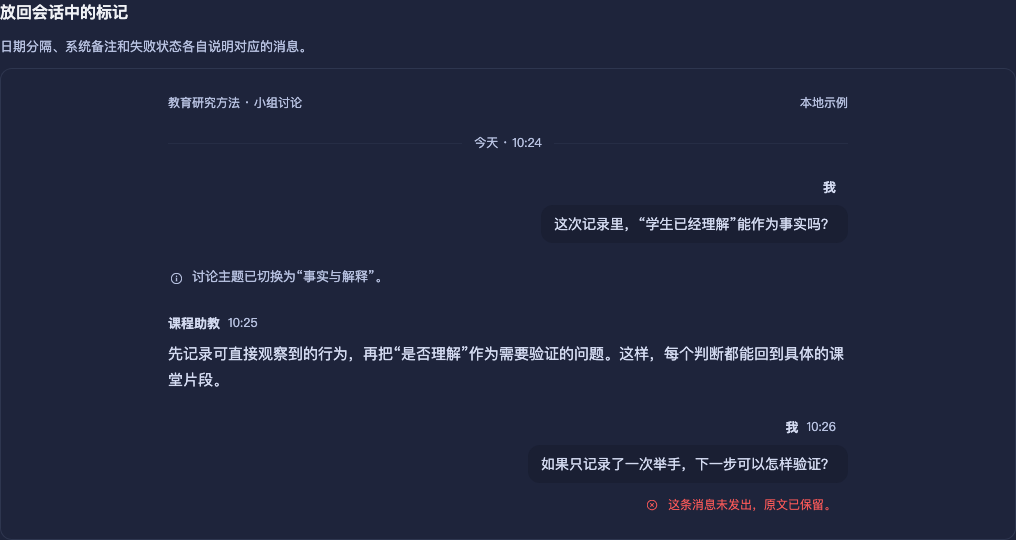 放回会话中的标记
日期分隔、系统备注和失败状态各自说明对应的消息。
教育研究方法 · 小组讨论
本地示例
今天 · 10:24
我
这次记录里，“学生已经理解”能作为事实吗？
讨论主题已切换为“事实与解释”。
课程助教 10:25
先记录可直接观察到的行为，再把“是否理解”作为需要验证的问题。这样，每个判断都能回到具体的课
堂片段。
我 10:26
如果只记录了一次举手，下一步可以怎样验证？
这条消息未发出，原文已保留。